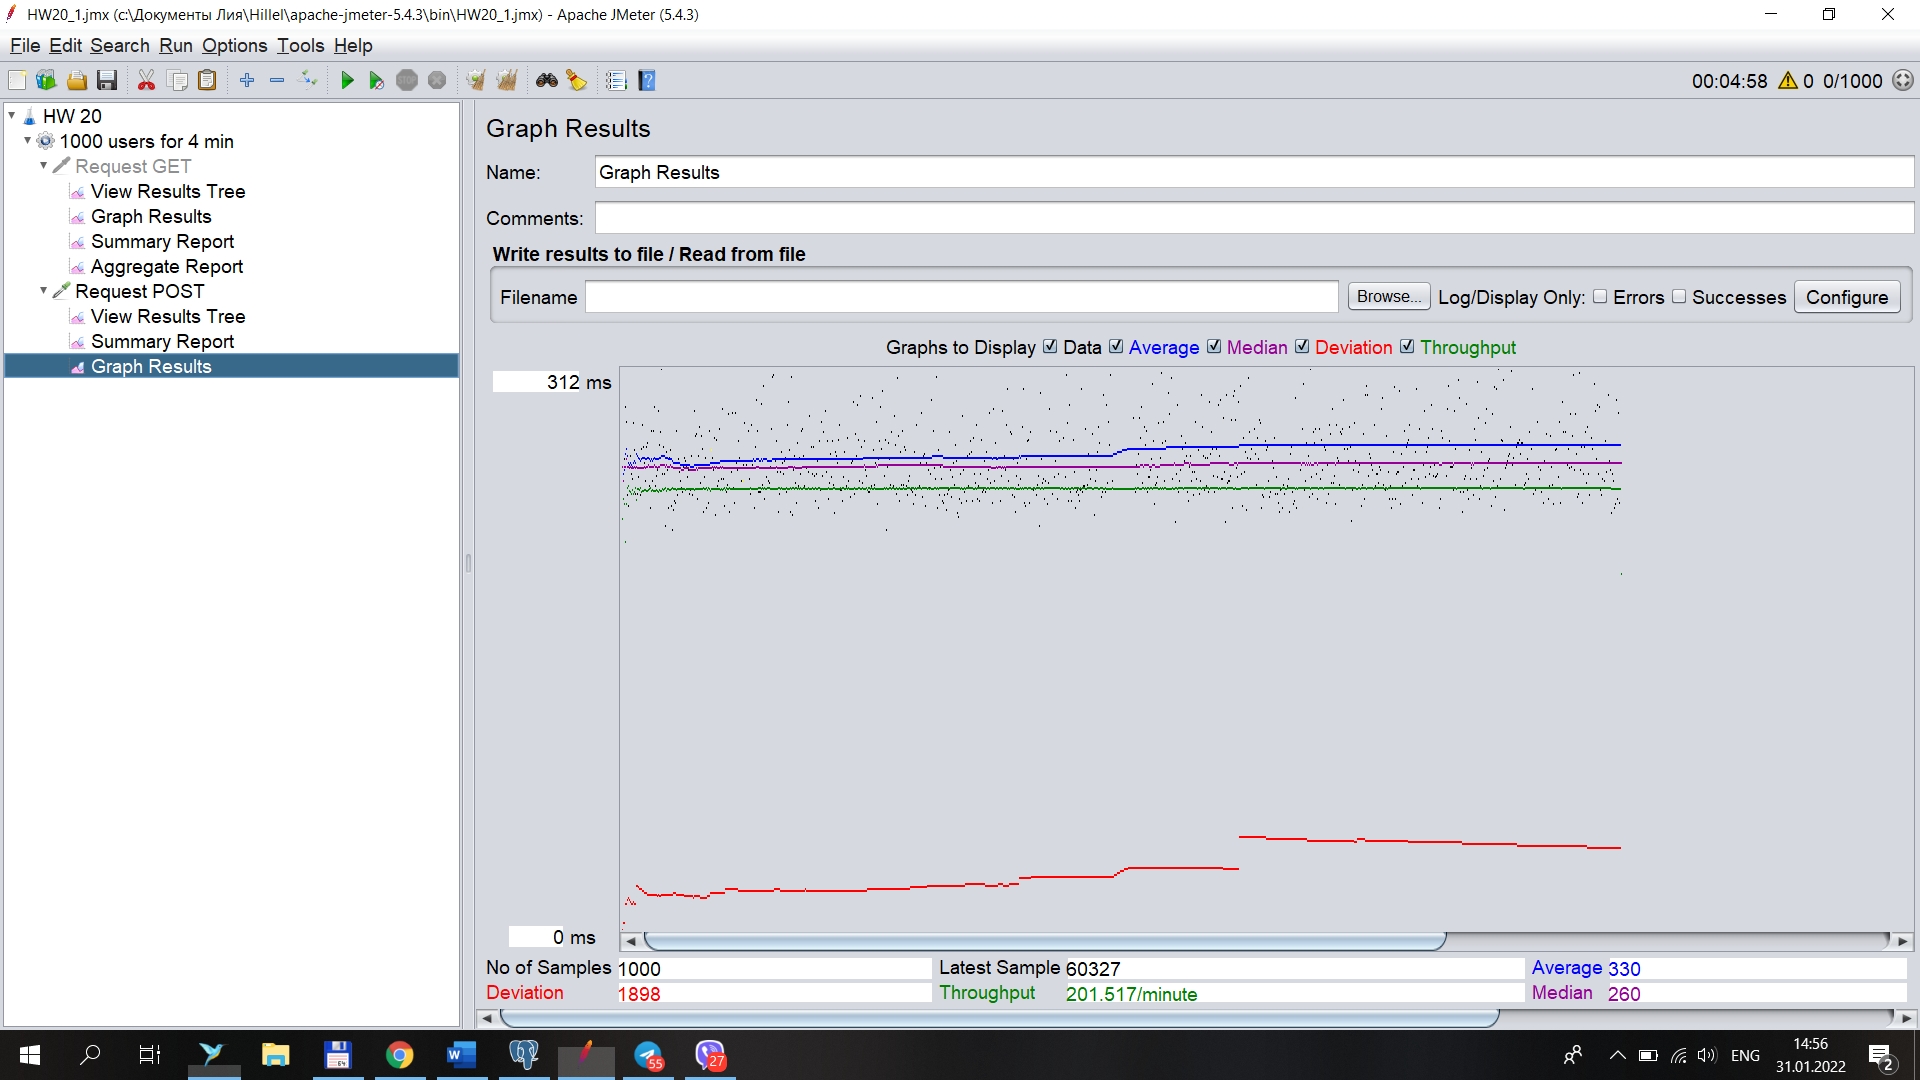 HW20_1.jmx (c:\Документы Лия\Hillel\apache-jmeter-5.4.3\bin\HW20_1.jmx) - Apache JMeter (5.4.3)
File Edit Search Run Options Tools Help
STOP
00:04:58 0 0/1000
HW 20
1000 users for 4 min
Request GET
View Results Tree
Graph Results
Summary Report
Aggregate Report
Request POST
View Results Tree
Summary Report
Graph Results
Graph Results
Name: Graph Results
Comments:
Write results to file / Read from file
Filename Browse... Log/Display Only: Errors Successes Configure
Graphs to Display Data Average Median Deviation Throughput
312 ms
0 ms
No of Samples 1000 Latest Sample 60327 Average 330
Deviation 1898 Throughput 201.517/minute Median 260
64
55
27
ENG
14:56
31.01.2022
2